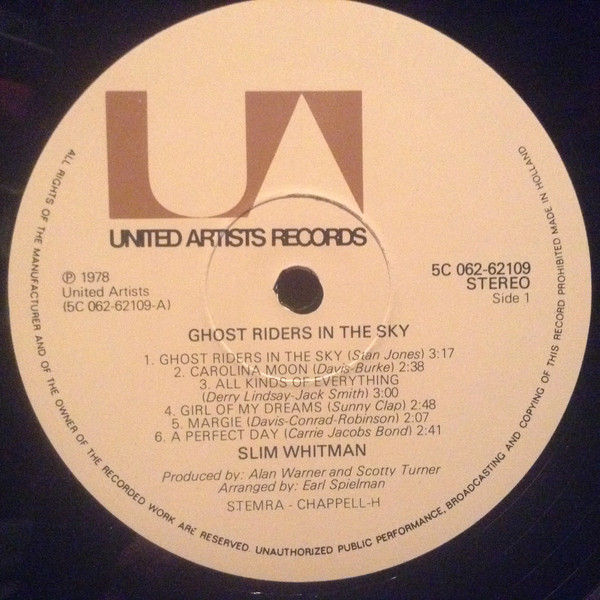 UA
UNITED ARTISTS RECORDS
℗ 1978
United Artists
(5C 062-62109-A)
5C 062-62109
STEREO
Side 1
GHOST RIDERS IN THE SKY
1. GHOST RIDERS IN THE SKY (Stan Jones) 3:17
2. CAROLINA MOON (Davis-Burke) 2:38
3. ALL KINDS OF EVERYTHING
(Derry Lindsay-Jack Smith) 3:00
4. GIRL OF MY DREAMS (Sunny Clap) 2:48
5. MARGIE (Davis-Conrad-Robinson) 2:07
6. A PERFECT DAY (Carrie Jacobs Bond) 2:41
SLIM WHITMAN
Produced by: Alan Warner and Scotty Turner
Arranged by: Earl Spielman
STEMRA - CHAPPELL-H
ALL RIGHTS OF THE MANUFACTURER AND OF THE OWNER OF THE RECORDED WORK ARE RESERVED. UNAUTHORIZED PUBLIC PERFORMANCE, BROADCASTING AND COPYING OF THIS RECORD PROHIBITED MADE IN HOLLAND